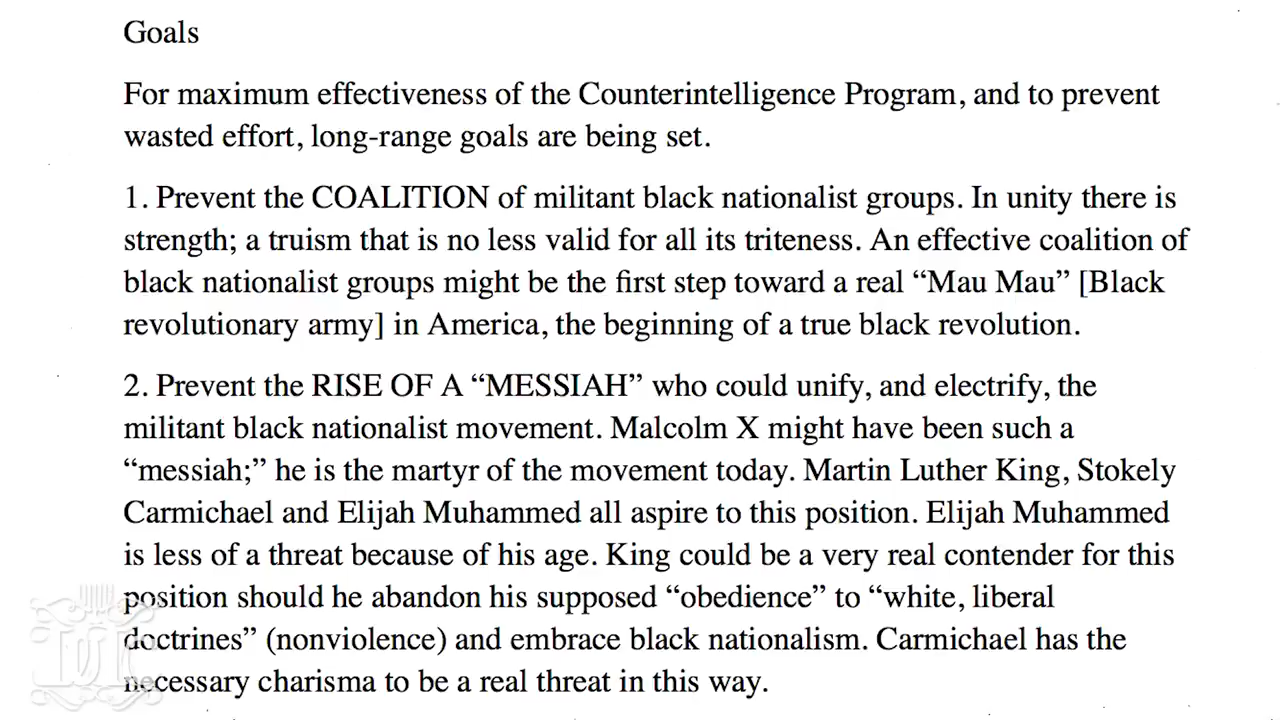 Goals
For maximum effectiveness of the Counterintelligence Program, and to prevent
wasted effort, long-range goals are being set.
1. Prevent the COALITION of militant black nationalist groups. In unity there is
strength; a truism that is no less valid for all its triteness. An effective coalition of
black nationalist groups might be the first step toward a real “Mau Mau” [Black
revolutionary army] in America, the beginning of a true black revolution.
2. Prevent the RISE OF A “MESSIAH” who could unify, and electrify, the
militant black nationalist movement. Malcolm X might have been such a
“messiah;” he is the martyr of the movement today. Martin Luther King, Stokely
Carmichael and Elijah Muhammed all aspire to this position. Elijah Muhammed
is less of a threat because of his age. King could be a very real contender for this
position should he abandon his supposed “obedience” to “white, liberal
doctrines” (nonviolence) and embrace black nationalism. Carmichael has the
necessary charisma to be a real threat in this way.